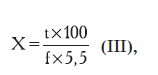 X = t×100 / f×5,5 (III),